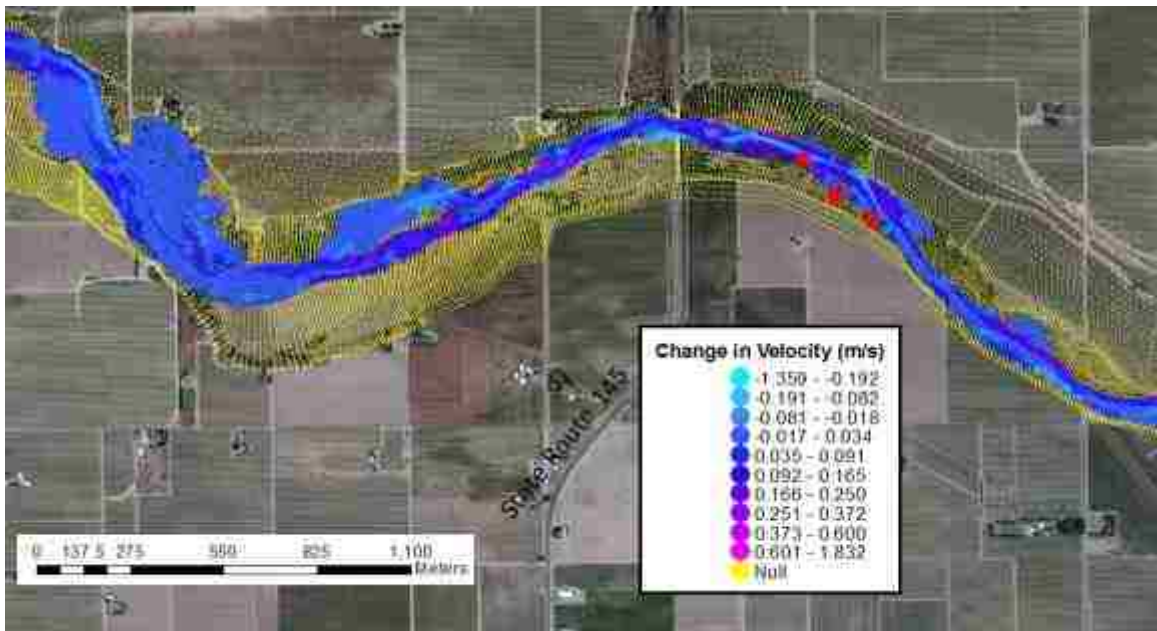 Change in Velocity (m/s)
-1.359 - -0.192
-0.191 - -0.082
-0.081 - -0.018
-0.017 - 0.034
0.035 - 0.091
0.092 - 0.165
0.166 - 0.250
0.251 - 0.372
0.373 - 0.600
0.601 - 1.832
Null
State Route 145
0 137.5 275 550 825 1,100
Meters